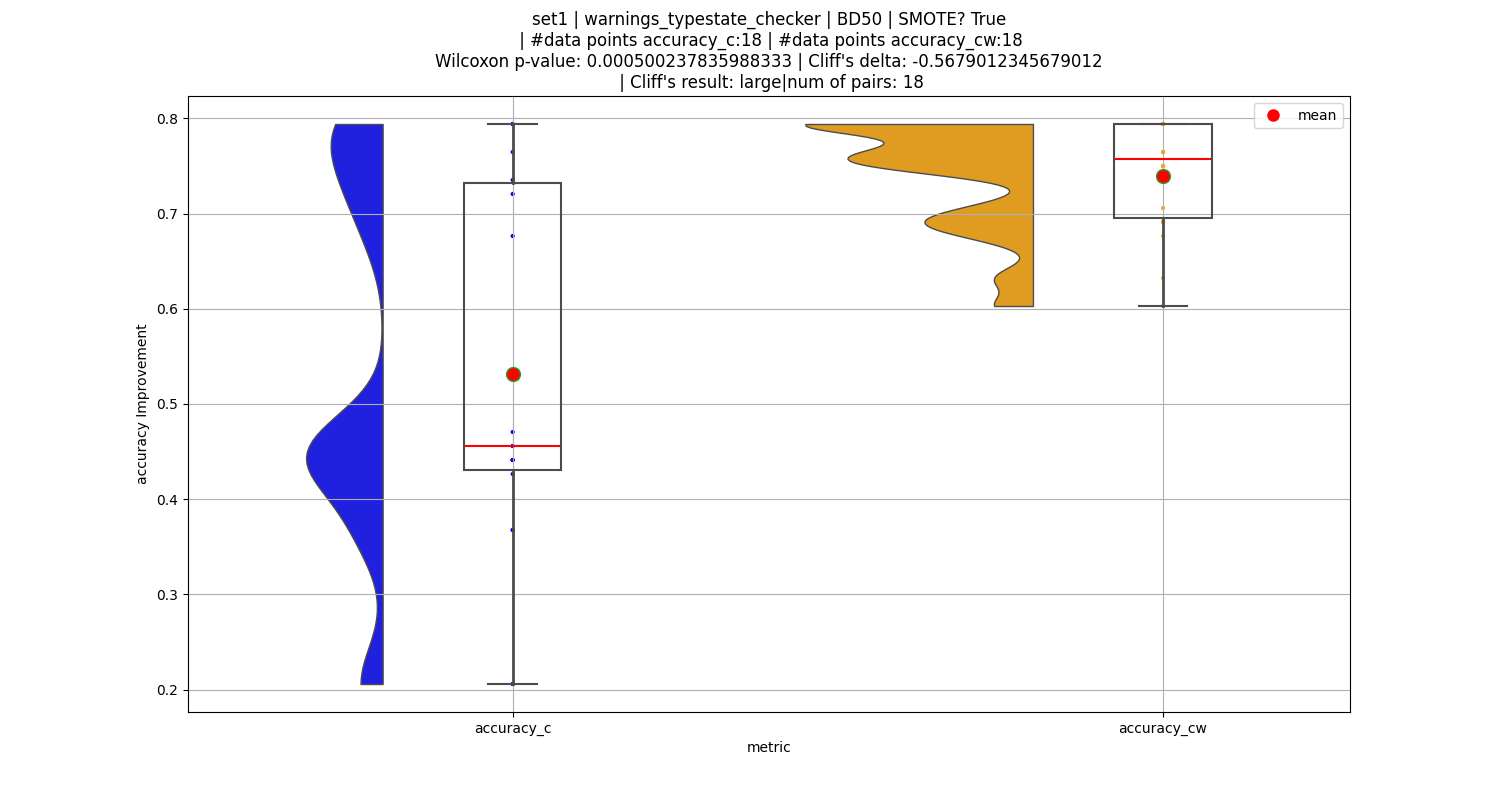 set1 | warnings_typestate_checker | BD50 | SMOTE? True
| #data points accuracy_c:18 | #data points accuracy_cw:18
Wilcoxon p-value: 0.000500237835988333 | Cliff's delta: -0.5679012345679012
| Cliff's result: large|num of pairs: 18
mean
0.8
0.7
0.6
0.5
0.4
0.3
0.2
accuracy Improvement
accuracy_c
accuracy_cw
metric